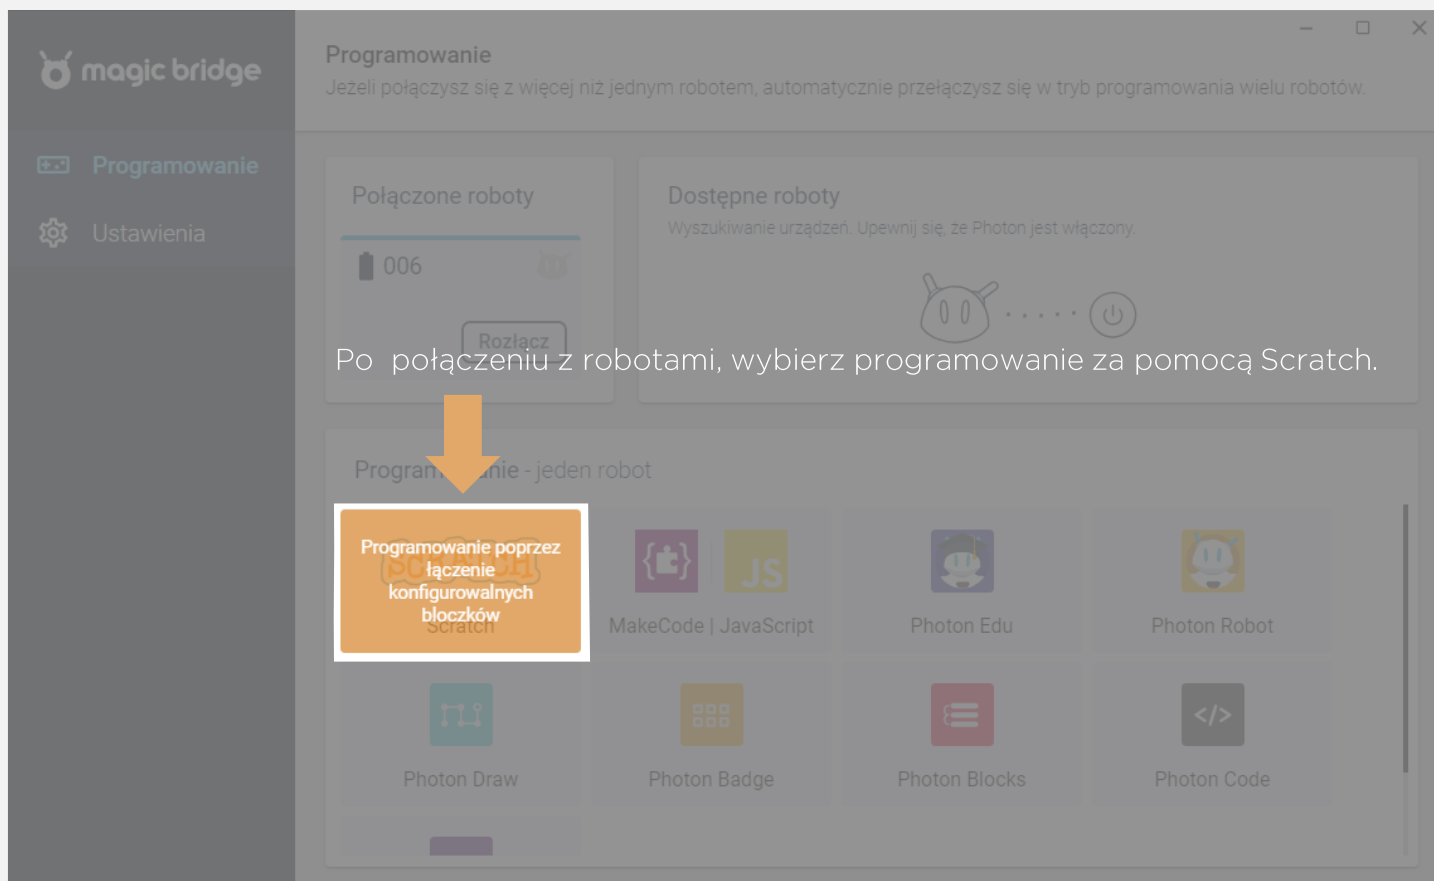 magic bridge
Programowanie
Jeżeli połączysz się z więcej niż jednym robotem, automatycznie przełączysz się w tryb programowania wielu robotów.
Programowanie
Ustawienia
Połączone roboty
006
Rozłącz
Dostępne roboty
Wyszukiwanie urządzeń. Upewnij się, że Photon jest włączony.
Po połączeniu z robotami, wybierz programowanie za pomocą Scratch.
Programowanie - jeden robot
SCRATCH
Programowanie poprzez
łączenie
konfigurowalnych
bloczków
Scratch
JS
MakeCode | JavaScript
Photon Edu
Photon Robot
Photon Draw
Photon Badge
Photon Blocks
</>
Photon Code